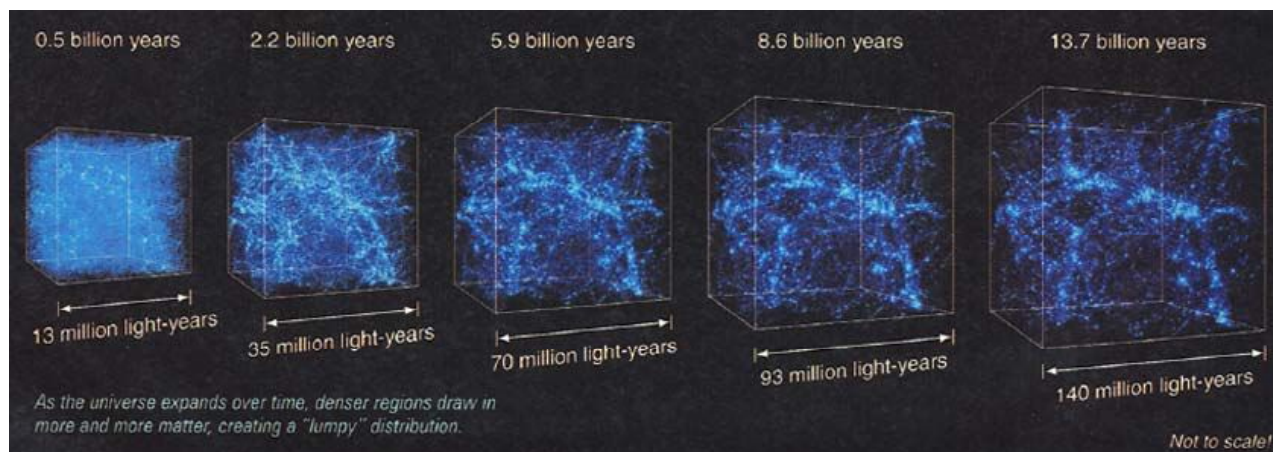 0.5 billion years
2.2 billion years
5.9 billion years
8.6 billion years
13.7 billion years
13 million light-years
35 million light-years
70 million light-years
93 million light-years
140 million light-years
As the universe expands over time, denser regions draw in
more and more matter, creating a "lumpy" distribution.
Not to scale!